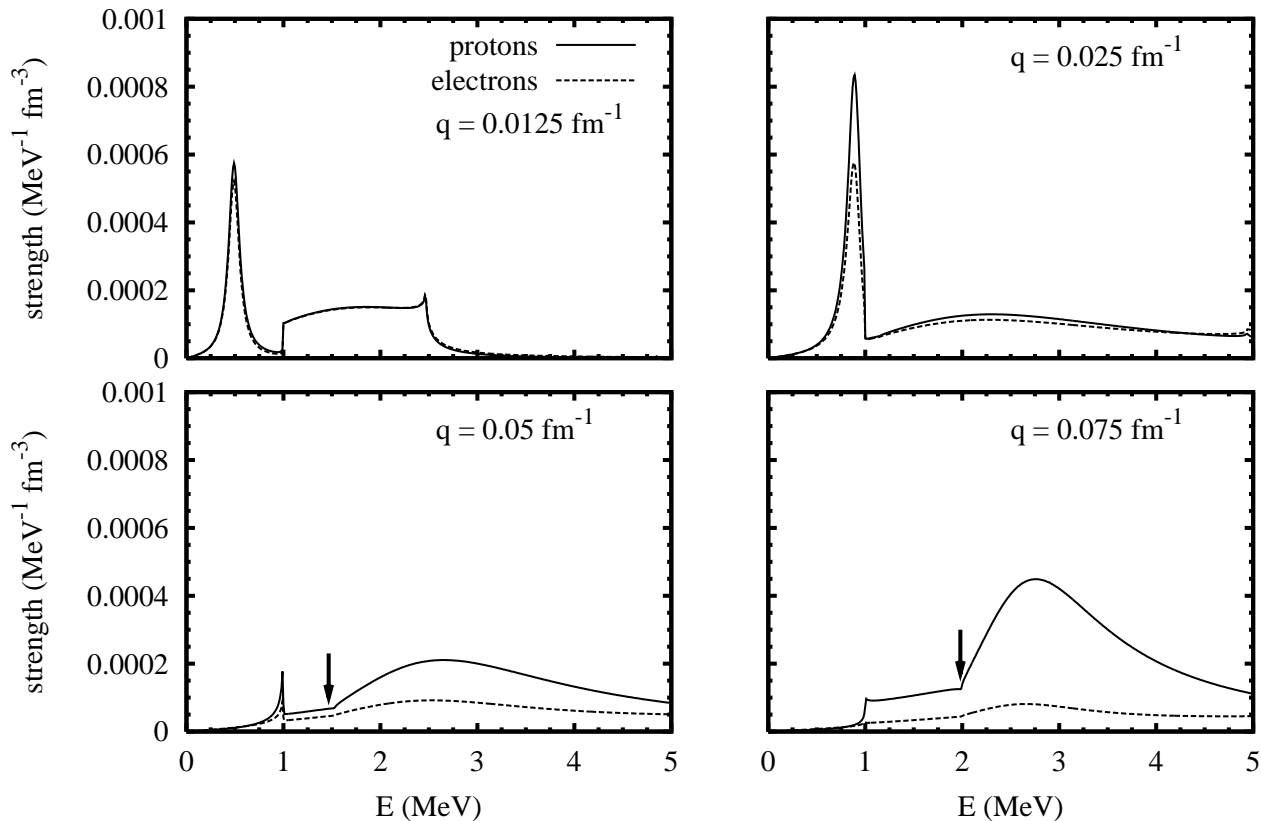 strength (MeV⁻¹ fm⁻³)
0.001
0.0008
0.0006
0.0004
0.0002
0
protons
electrons
q = 0.0125 fm⁻¹
q = 0.025 fm⁻¹
strength (MeV⁻¹ fm⁻³)
0.001
0.0008
0.0006
0.0004
0.0002
0
q = 0.05 fm⁻¹
q = 0.075 fm⁻¹
0 1 2 3 4 5
0 1 2 3 4 5
E (MeV)
E (MeV)